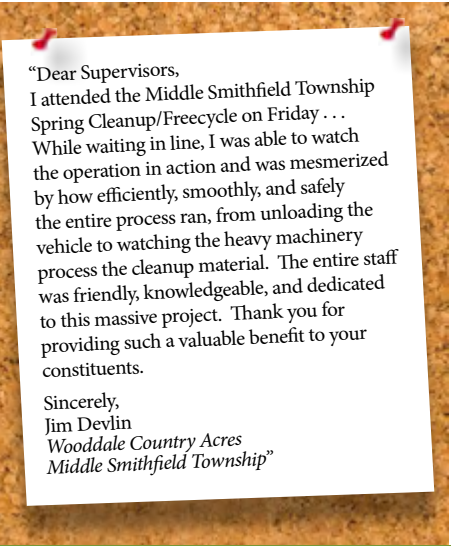 “Dear Supervisors,
I attended the Middle Smithfield Township
Spring Cleanup/Freecycle on Friday . . .
While waiting in line, I was able to watch
the operation in action and was mesmerized
by how efficiently, smoothly, and safely
the entire process ran, from unloading the
vehicle to watching the heavy machinery
process the cleanup material.  The entire staff
was friendly, knowledgeable, and dedicated
to this massive project.  Thank you for
providing such a valuable benefit to your
constituents.
Sincerely,
Jim Devlin
Wooddale Country Acres
Middle Smithfield Township”